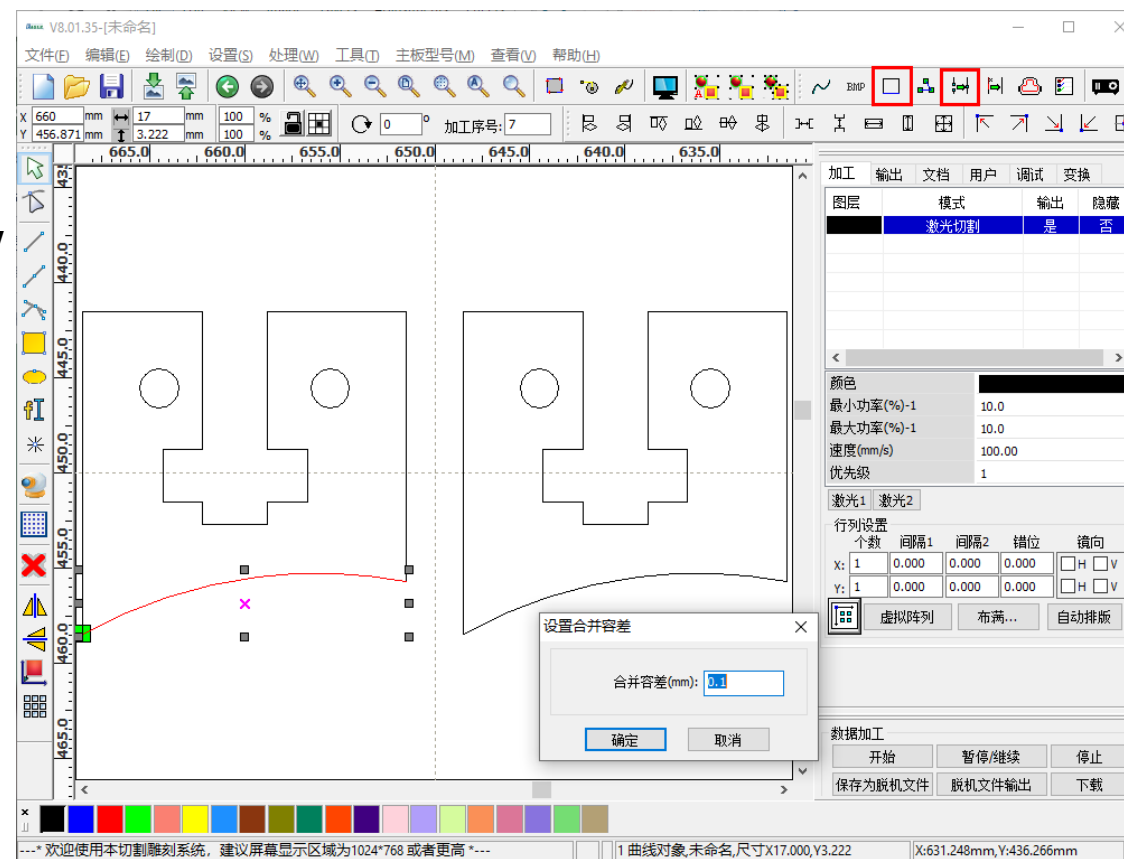 V8.01.35-[未命名]
文件(F) 编辑(E) 绘制(D) 设置(S) 处理(W) 工具(T) 主板型号(M) 查看(V) 帮助(H)
BMP
X 660 mm 17 mm 100 % 0 ° 加工序号: 7
Y 456.871 mm 3.222 mm 100 %
665.0 660.0 655.0 650.0 645.0 640.0 635.0
440.0
445.0
450.0
455.0
460.0
465.0
加工 输出 文档 用户 调试 变换
图层 模式 输出 隐藏
激光切割 是 否
颜色
最小功率(%)-1 10.0
最大功率(%)-1 10.0
速度(mm/s) 100.00
优先级 1
激光1 激光2
行列设置
个数 间隔1 间隔2 错位 镜向
X: 1 0.000 0.000 0.000 H V
Y: 1 0.000 0.000 0.000 H V
虚拟阵列 布满... 自动排版
设置合并容差
合并容差(mm): 0.1
确定 取消
数据加工
开始 暂停/继续 停止
保存为脱机文件 脱机文件输出 下载
---* 欢迎使用本切割雕刻系统，建议屏幕显示区域为1024*768 或者更高 *---
1 曲线对象,未命名,尺寸X17.000,Y3.222
X:631.248mm,Y:436.266mm